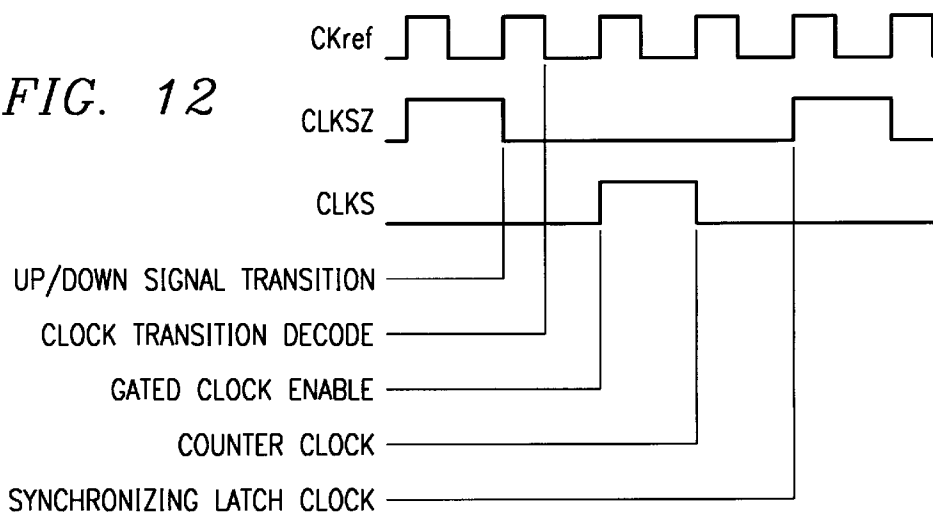 CKref
FIG. 12
CLKSZ
CLKS
UP/DOWN SIGNAL TRANSITION
CLOCK TRANSITION DECODE
GATED CLOCK ENABLE
COUNTER CLOCK
SYNCHRONIZING LATCH CLOCK